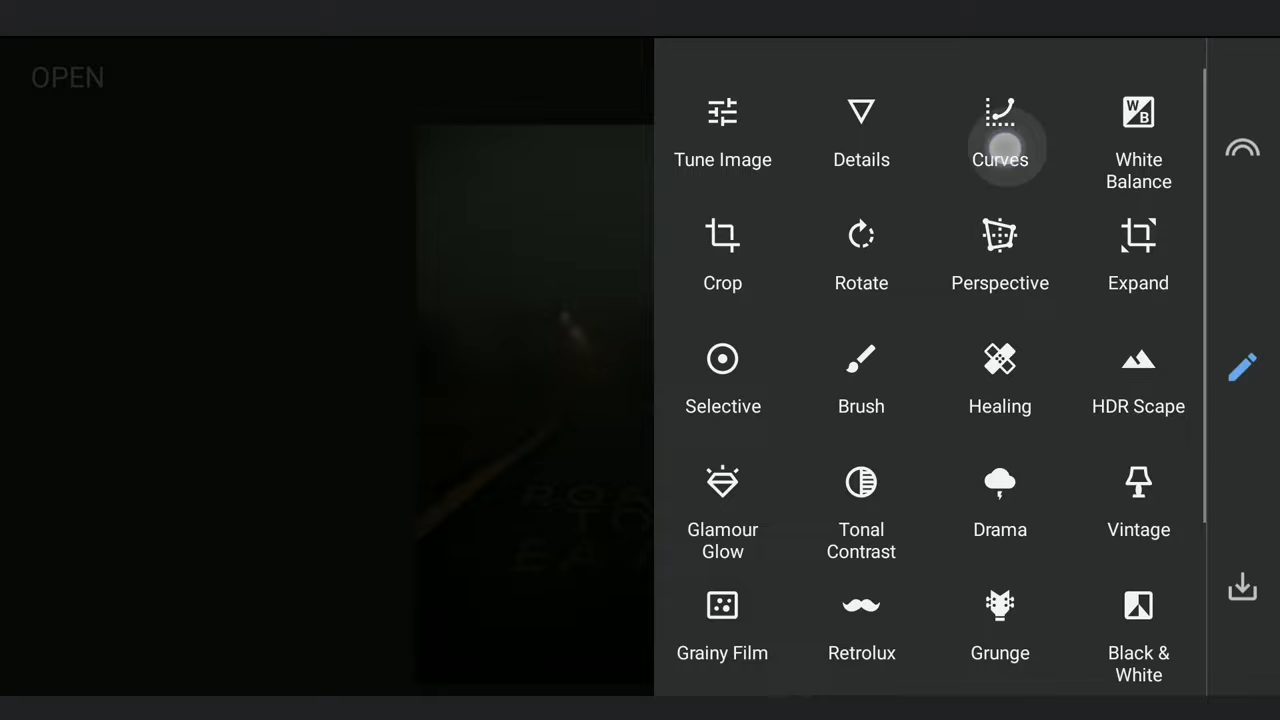 OPEN
Tune Image
Details
Curves
White
Balance
Crop
Rotate
Perspective
Expand
Selective
Brush
Healing
HDR Scape
Glamour
Glow
Tonal
Contrast
Drama
Vintage
Grainy Film
Retrolux
Grunge
Black &
White